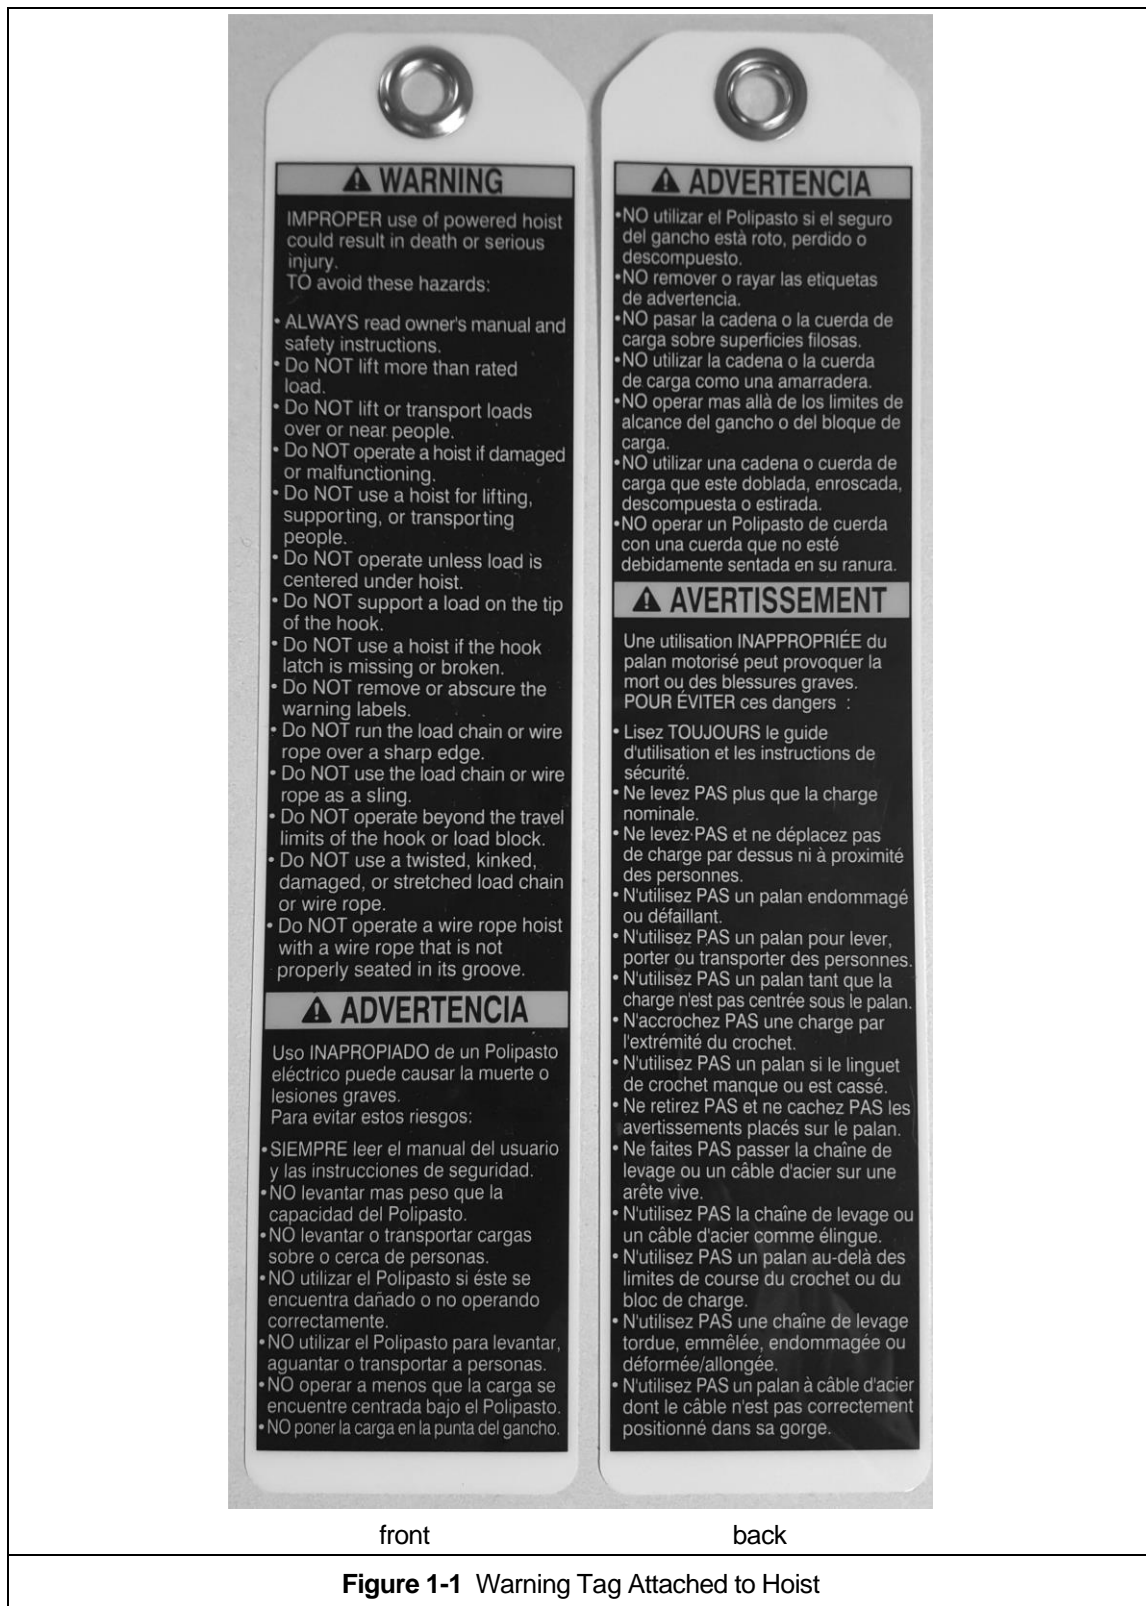 WARNING
IMPROPER use of powered hoist
could result in death or serious
injury.
TO avoid these hazards:
• ALWAYS read owner's manual and
safety instructions.
• Do NOT lift more than rated
load.
• Do NOT lift or transport loads
over or near people.
• Do NOT operate a hoist if damaged
or malfunctioning.
• Do NOT use a hoist for lifting,
supporting, or transporting
people.
• Do NOT operate unless load is
centered under hoist.
• Do NOT support a load on the tip
of the hook.
• Do NOT use a hoist if the hook
latch is missing or broken.
• Do NOT remove or abscure the
warning labels.
• Do NOT run the load chain or wire
rope over a sharp edge.
• Do NOT use the load chain or wire
rope as a sling.
• Do NOT operate beyond the travel
limits of the hook or load block.
• Do NOT use a twisted, kinked,
damaged, or stretched load chain
or wire rope.
• Do NOT operate a wire rope hoist
with a wire rope that is not
properly seated in its groove.
ADVERTENCIA
Uso INAPROPIADO de un Polipasto
eléctrico puede causar la muerte o
lesiones graves.
Para evitar estos riesgos:
• SIEMPRE leer el manual del usuario
y las instrucciones de seguridad.
• NO levantar mas peso que la
capacidad del Polipasto.
• NO levantar o transportar cargas
sobre o cerca de personas.
• NO utilizar el Polipasto si éste se
encuentra dañado o no operando
correctamente.
• NO utilizar el Polipasto para levantar,
aguantar o transportar a personas.
• NO operar a menos que la carga se
encuentre centrada bajo el Polipasto.
• NO poner la carga en la punta del gancho.
ADVERTENCIA
• NO utilizar el Polipasto si el seguro
del gancho està roto, perdido o
descompuesto.
• NO remover o rayar las etiquetas
de advertencia.
• NO pasar la cadena o la cuerda de
carga sobre superficies filosas.
• NO utilizar la cadena o la cuerda
de carga como una amarradera.
• NO operar mas allà de los limites de
alcance del gancho o del bloque de
carga.
• NO utilizar una cadena o cuerda de
carga que este doblada, enroscada,
descompuesta o estirada.
• NO operar un Polipasto de cuerda
con una cuerda que no esté
debidamente sentada en su ranura.
AVERTISSEMENT
Une utilisation INAPPROPRIÉE du
palan motorisé peut provoquer la
mort ou des blessures graves.
POUR ÉVITER ces dangers :
• Lisez TOUJOURS le guide
d'utilisation et les instructions de
sécurité.
• Ne levez PAS plus que la charge
nominale.
• Ne levez PAS et ne déplacez pas
de charge par dessus ni à proximité
des personnes.
• N'utilisez PAS un palan endommagé
ou défaillant.
• N'utilisez PAS un palan pour lever,
porter ou transporter des personnes.
• N'utilisez PAS un palan tant que la
charge n'est pas centrée sous le palan.
• N'accrochez PAS une charge par
l'extrémité du crochet.
• N'utilisez PAS un palan si le linguet
de crochet manque ou est cassé.
• Ne retirez PAS et ne cachez PAS les
avertissements placés sur le palan.
• Ne faites PAS passer la chaîne de
levage ou un câble d'acier sur une
arête vive.
• N'utilisez PAS la chaîne de levage ou
un câble d'acier comme élingue.
• N'utilisez PAS un palan au-delà des
limites de course du crochet ou du
bloc de charge.
• N'utilisez PAS une chaîne de levage
tordue, emmêlée, endommagée ou
déformée/allongée.
• N'utilisez PAS un palan à câble d'acier
dont le câble n'est pas correctement
positionné dans sa gorge.
front
back
Figure 1-1 Warning Tag Attached to Hoist